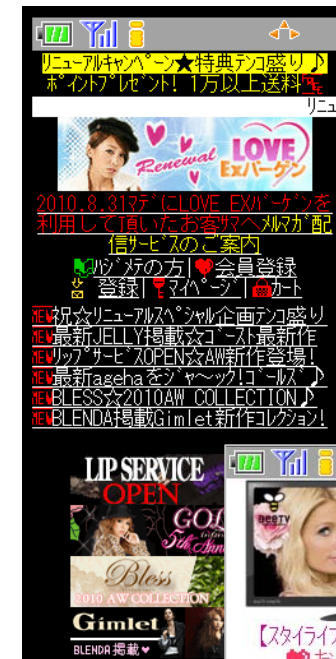 リニューアルキャンペーン★特典テンコ盛り♪
ポイントプレゼント! 1万以上送料
リニュ
Renewal LOVE
Exバーゲン
2010.8.31マデにLOVE EXバーゲンを
利用して頂いたお客サマヘメルマガ配
信サービスのご案内
ハジメテの方|会員登録
登録|マイページ|カート
NEW祝☆リニューアルスペシャル企画テンコ盛り
NEW最新JELLY掲載☆ゴースト最新作
NEWリップサービスOPEN☆AW新作登場!
NEW最新agehaをジャ~ック!ゴールズ♪
NEWBLESS☆2010AW COLLECTION♪
NEWBLENDA掲載Gimlet新作コレクション!
LIP SERVICE
OPEN
GOL
5th Anni
Bless
2010 AW COLLECTION
Gimlet
BLENDA 掲載♥
BEETY
【スタイライフ